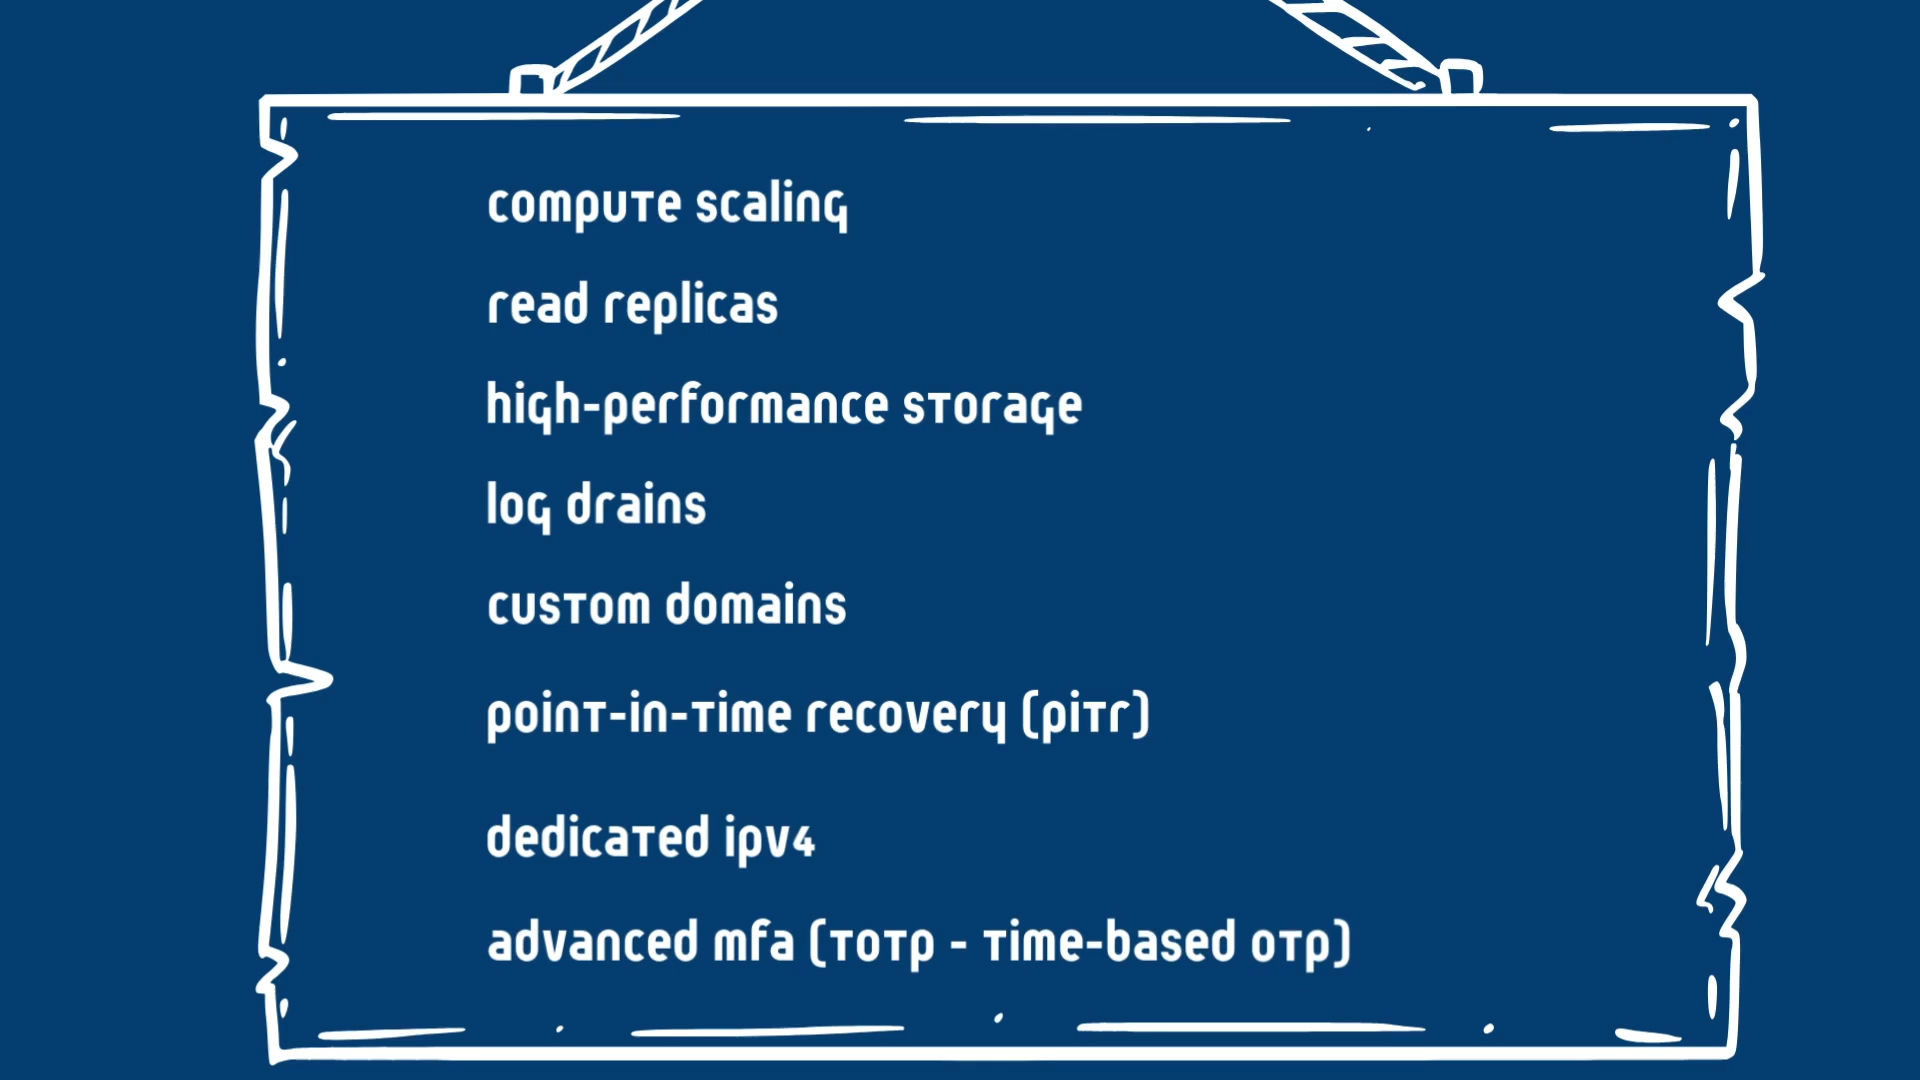 compute scaling
read replicas
high-performance storage
log drains
custom domains
point-in-time recovery (pitr)
dedicated ipv4
advanced mfa (totp - time-based otp)